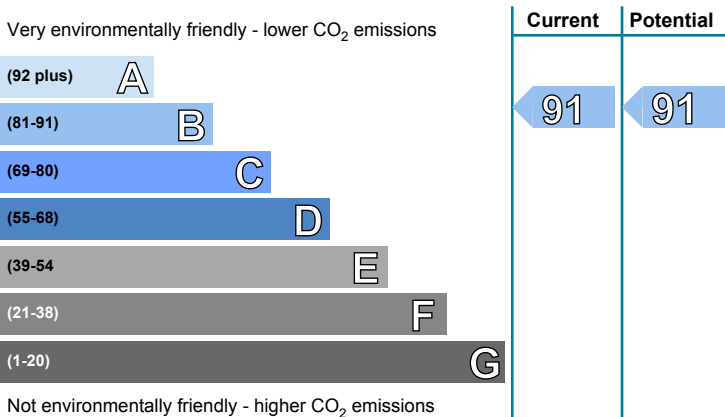 Very environmentally friendly - lower CO2 emissions
Current
Potential
(92 plus) A
(81-91) B
91
91
(69-80) C
(55-68) D
(39-54 E
(21-38) F
(1-20) G
Not environmentally friendly - higher CO2 emissions